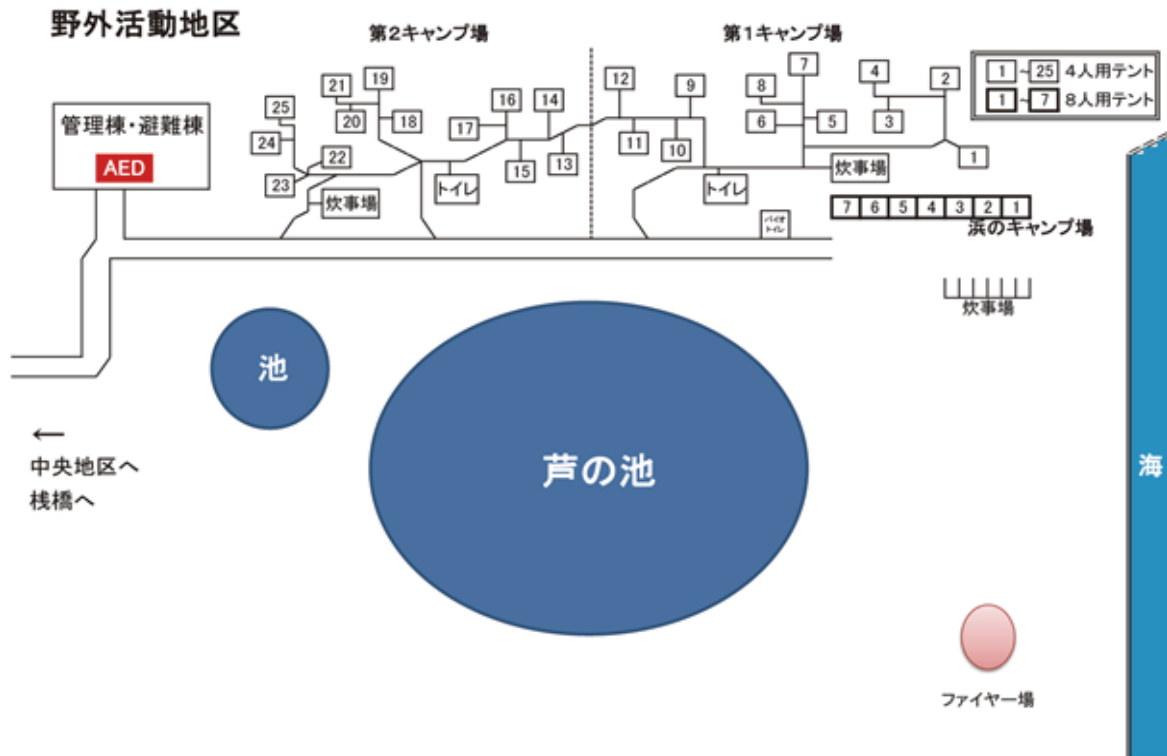 野外活動地区
第2キャンプ場
第1キャンプ場
1 ~ 25 4人用テント
1 ~ 7 8人用テント
管理棟・避難棟
AED
25
24
23
22
21
20
19
18
17
16
15
14
13
トイレ
炊事場
12
11
10
9
8
7
6
5
4
3
2
1
トイレ
炊事場
バイオ
トイレ
7 6 5 4 3 2 1
浜のキャンプ場
炊事場
池
芦の池
海
←
中央地区へ
桟橋へ
ファイヤー場